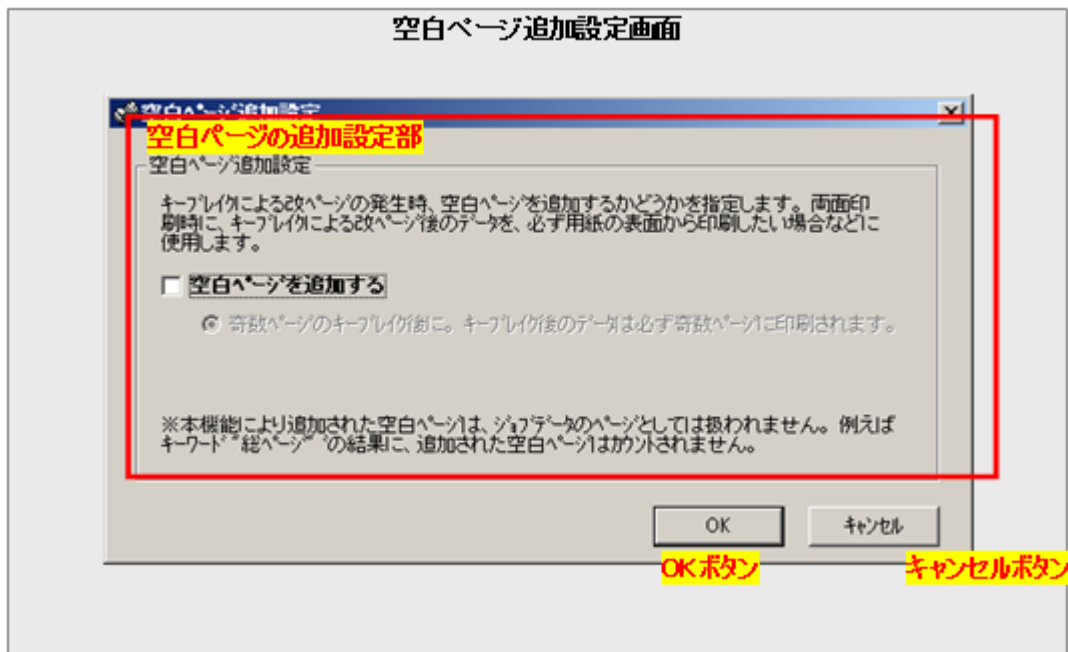 空白ページ追加設定画面
空白ﾍﾟｰｼﾞ追加設定
空白ページの追加設定部
空白ﾍﾟｰｼﾞ追加設定
ｷｰﾌﾞﾚｲｸによる改ﾍﾟｰｼﾞの発生時、空白ﾍﾟｰｼﾞを追加するかどうかを指定します。両面印
刷時に、ｷｰﾌﾞﾚｲｸによる改ﾍﾟｰｼﾞ後のﾃﾞｰﾀを、必ず用紙の表面から印刷したい場合などに
使用します。
空白ﾍﾟｰｼﾞを追加する
奇数ﾍﾟｰｼﾞのｷｰﾌﾞﾚｲｸ後に。ｷｰﾌﾞﾚｲｸ後のﾃﾞｰﾀは必ず奇数ﾍﾟｰｼﾞに印刷されます。
※本機能により追加された空白ﾍﾟｰｼﾞは、ｼﾞｮﾌﾞﾃﾞｰﾀのﾍﾟｰｼﾞとしては扱われません。例えば
ｷｰﾜｰﾄﾞ"総ﾍﾟｰｼﾞ"の結果に、追加された空白ﾍﾟｰｼﾞはｶｳﾝﾄされません。
OK ｷｬﾝｾﾙ
OKボタン キャンセルボタン